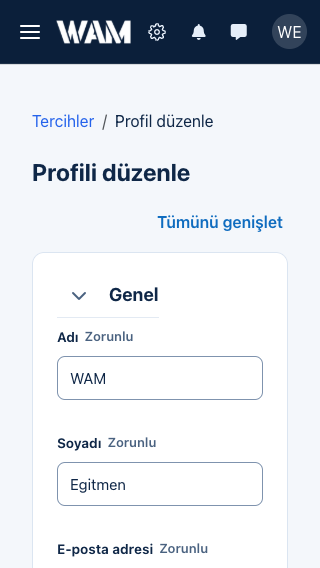 WAM
WE
Tercihler / Profil düzenle
Profili düzenle
Tümünü genişlet
Genel
Adı Zorunlu
WAM
Soyadı Zorunlu
Egitmen
E-posta adresi Zorunlu